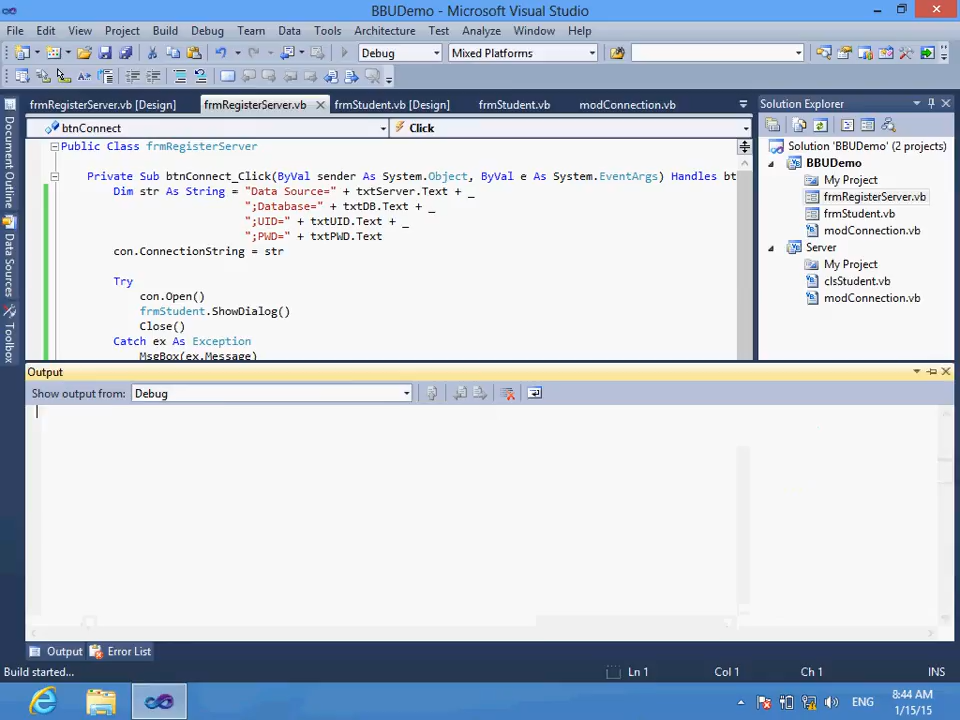 BBUDemo - Microsoft Visual Studio
File Edit View Project Build Debug Team Data Tools Architecture Test Analyze Window Help
Debug Mixed Platforms
frmRegisterServer.vb [Design] frmRegisterServer.vb frmStudent.vb [Design] frmStudent.vb modConnection.vb
btnConnect Click
Public Class frmRegisterServer
Private Sub btnConnect_Click(ByVal sender As System.Object, ByVal e As System.EventArgs) Handles bt
Dim str As String = "Data Source=" + txtServer.Text + _
";Database=" + txtDB.Text + _
";UID=" + txtUID.Text + _
";PWD=" + txtPWD.Text
con.ConnectionString = str
Try
con.Open()
frmStudent.ShowDialog()
Close()
Catch ex As Exception
MsgBox(ex.Message)
Solution Explorer
Solution 'BBUDemo' (2 projects)
BBUDemo
My Project
frmRegisterServer.vb
frmStudent.vb
modConnection.vb
Server
My Project
clsStudent.vb
modConnection.vb
Document Outline
Data Sources
Toolbox
Output
Show output from: Debug
Output Error List
Build started... Ln 1 Col 1 Ch 1 INS
ENG 8:44 AM
1/15/15